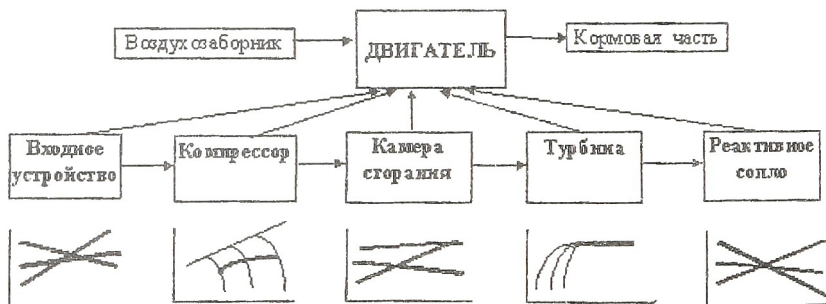 Воздухозаборник
ДВИГАТЕЛЬ
Кормовая часть
Входное
устройство
Компрессор
Камера
сгорания
Турбина
Реактивное
сопло